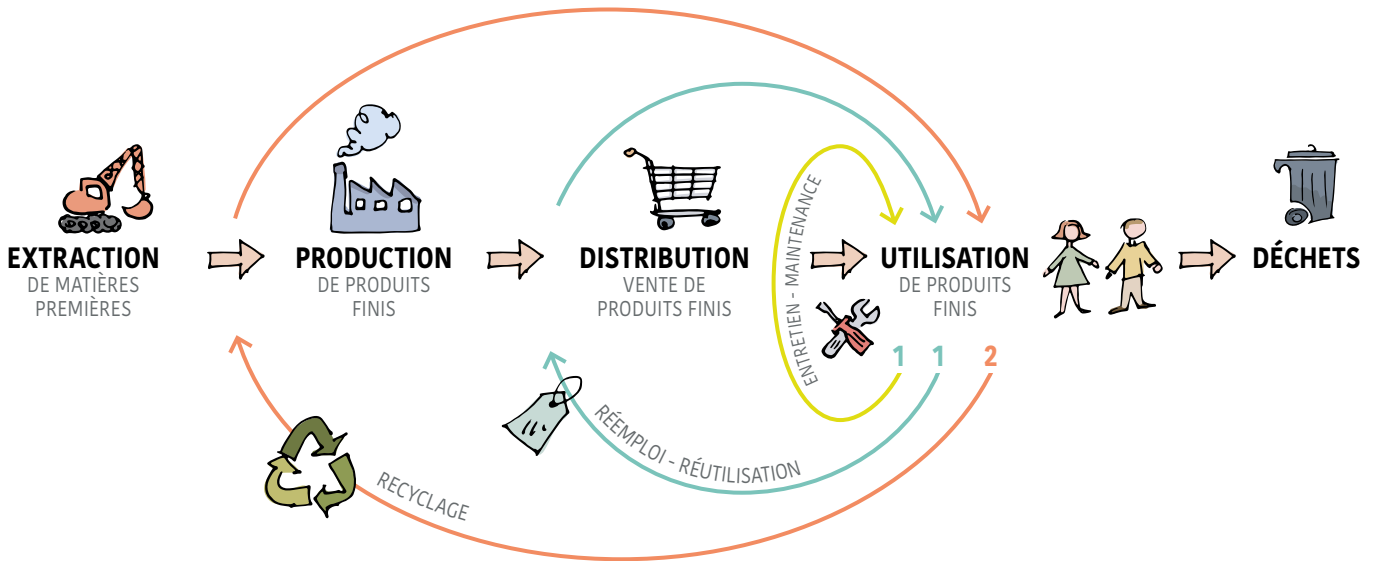 EXTRACTION
DE MATIÈRES
PREMIÈRES
PRODUCTION
DE PRODUITS
FINIS
DISTRIBUTION
VENTE DE
PRODUITS FINIS
ENTRETIEN - MAINTENANCE
UTILISATION
DE PRODUITS
FINIS
DÉCHETS
1 1 2
RÉEMPLOI - RÉUTILISATION
RECYCLAGE